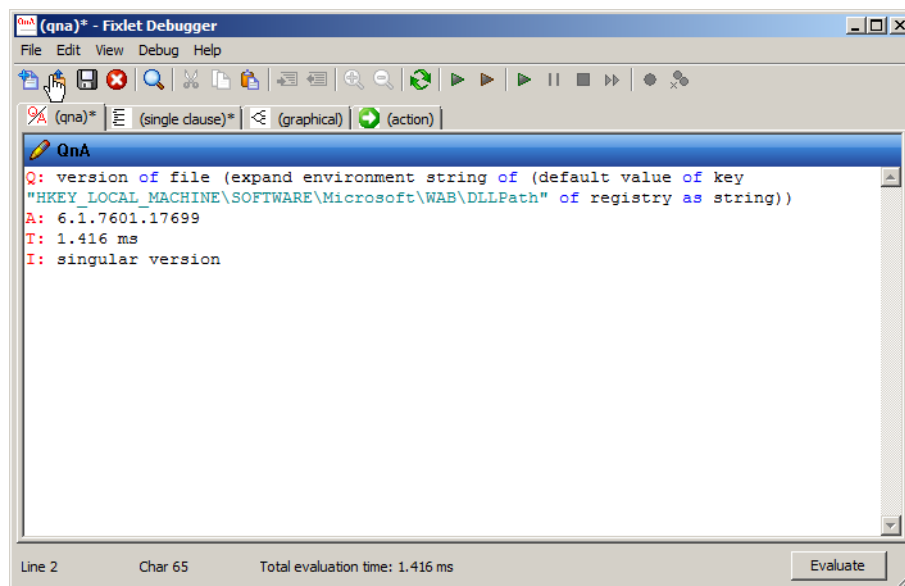 QnA (qna)* - Fixlet Debugger
File Edit View Debug Help
Q/A (qna)* (single clause)* (graphical) (action)
QnA
Q: version of file (expand environment string of (default value of key
"HKEY_LOCAL_MACHINE\SOFTWARE\Microsoft\WAB\DLLPath" of registry as string))
A: 6.1.7601.17699
T: 1.416 ms
I: singular version
Line 2 Char 65 Total evaluation time: 1.416 ms Evaluate